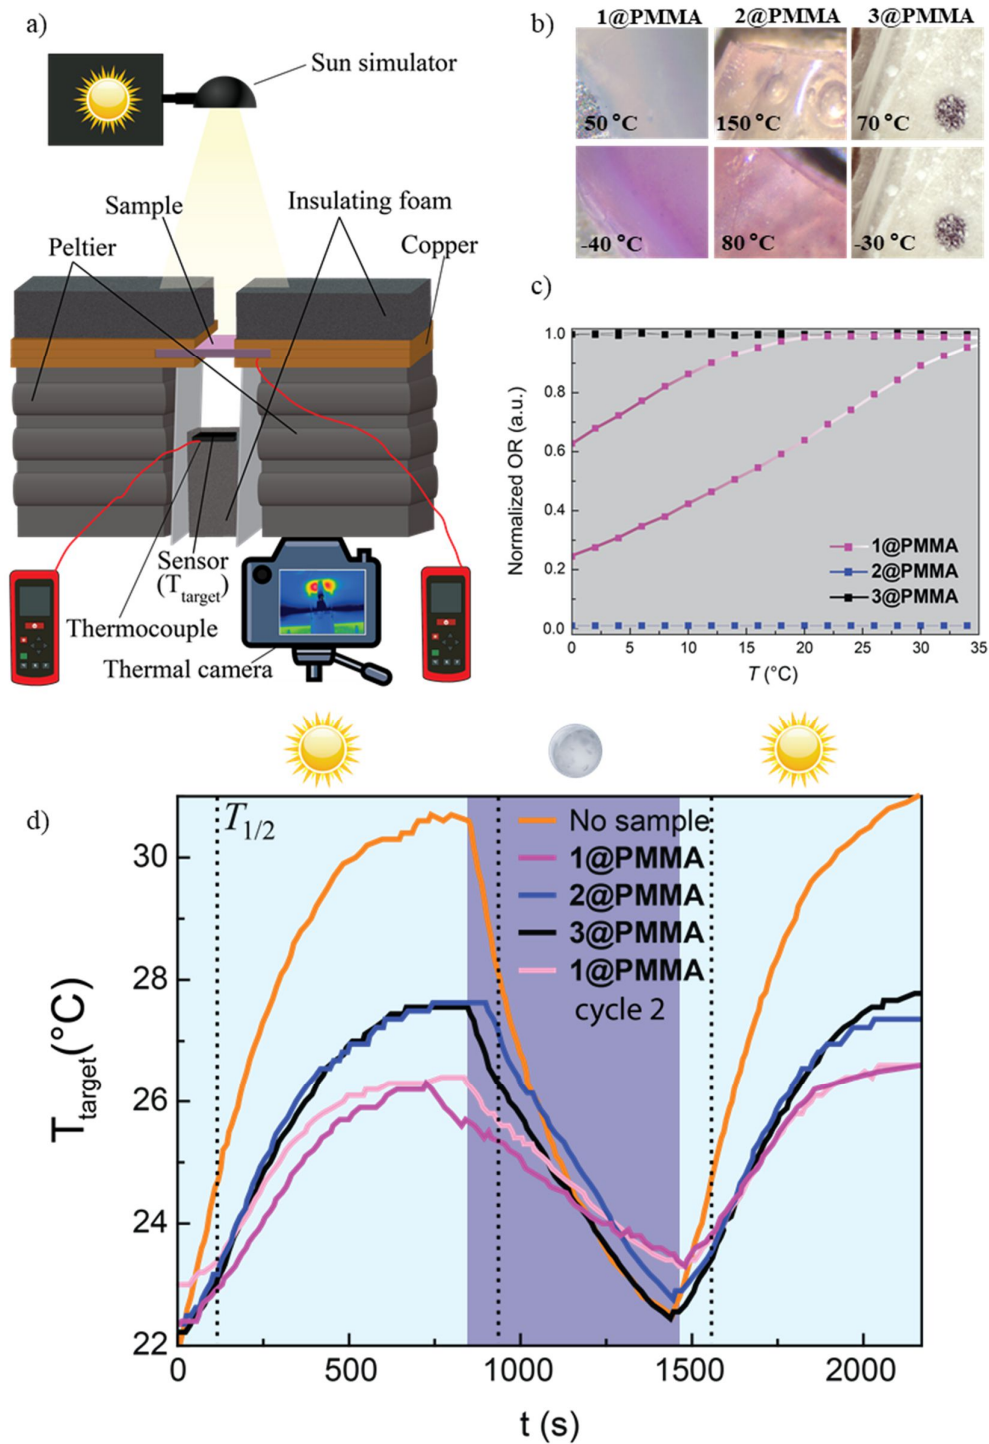 a)
Sun simulator
Sample
Insulating foam
Peltier
Copper
Sensor
(T_target)
Thermocouple
Thermal camera
b)
1@PMMA 2@PMMA 3@PMMA
50 °C 150 °C 70 °C
-40 °C 80 °C -30 °C
c)
Normalized OR (a.u.)
1.0
0.8
0.6
0.4
0.2
0.0
0 5 10 15 20 25 30 35
T (°C)
1@PMMA
2@PMMA
3@PMMA
d)
T_target(°C)
30
28
26
24
22
T_1/2
No sample
1@PMMA
2@PMMA
3@PMMA
1@PMMA
cycle 2
0 500 1000 1500 2000
t (s)